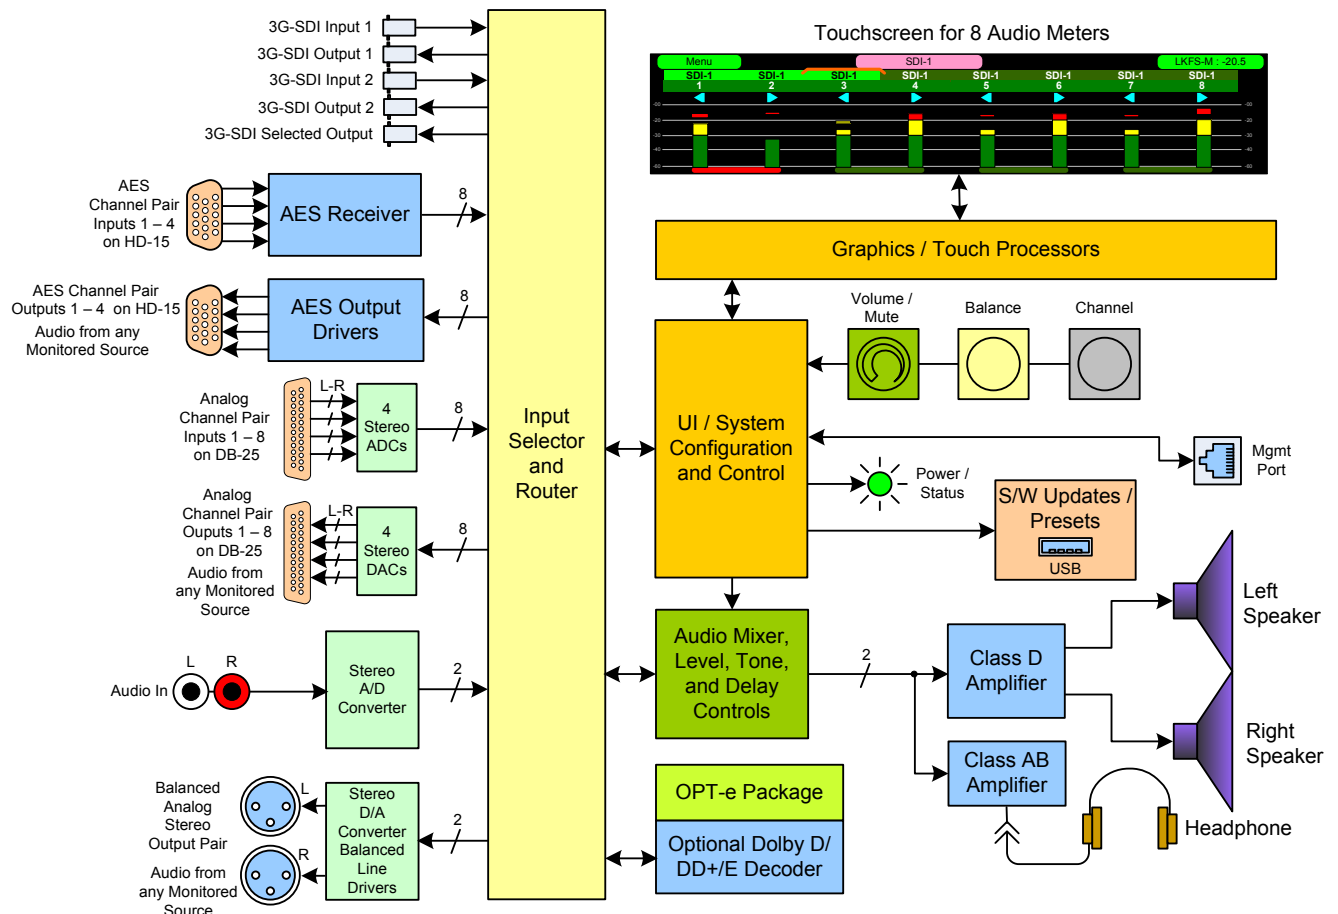 3G-SDI Input 1
3G-SDI Output 1
3G-SDI Input 2
3G-SDI Output 2
3G-SDI Selected Output
AES
Channel Pair
Inputs 1 – 4
on HD-15
AES Receiver
8
AES Channel Pair
Outputs 1 – 4 on HD-15
Audio from any
Monitored Source
AES Output
Drivers
8
Analog
Channel Pair
Inputs 1 – 8
on DB-25
L-R
4
Stereo
ADCs
8
Analog
Channel Pair
Ouputs 1 – 8
on DB-25
Audio from
any Monitored
Source
L-R
4
Stereo
DACs
8
Audio In
L
R
Stereo
A/D
Converter
2
Balanced
Analog
Stereo
Output Pair
Audio from
any Monitored
Source
L
R
Stereo
D/A
Converter
Balanced
Line
Drivers
2
Input
Selector
and
Router
Touchscreen for 8 Audio Meters
Menu
SDI-1
LKFS-M : -20.5
SDI-1 SDI-1 SDI-1 SDI-1 SDI-1 SDI-1 SDI-1 SDI-1
1 2 3 4 5 6 7 8
-20 -20
-30 -30
-40 -40
-60 -60
Graphics / Touch Processors
UI / System
Configuration
and Control
Volume /
Mute
Balance
Channel
Mgmt
Port
Power /
Status
S/W Updates /
Presets
USB
Audio Mixer,
Level, Tone,
and Delay
Controls
2
Class D
Amplifier
Left
Speaker
Right
Speaker
Class AB
Amplifier
Headphone
OPT-e Package
Optional Dolby D/
DD+/E Decoder